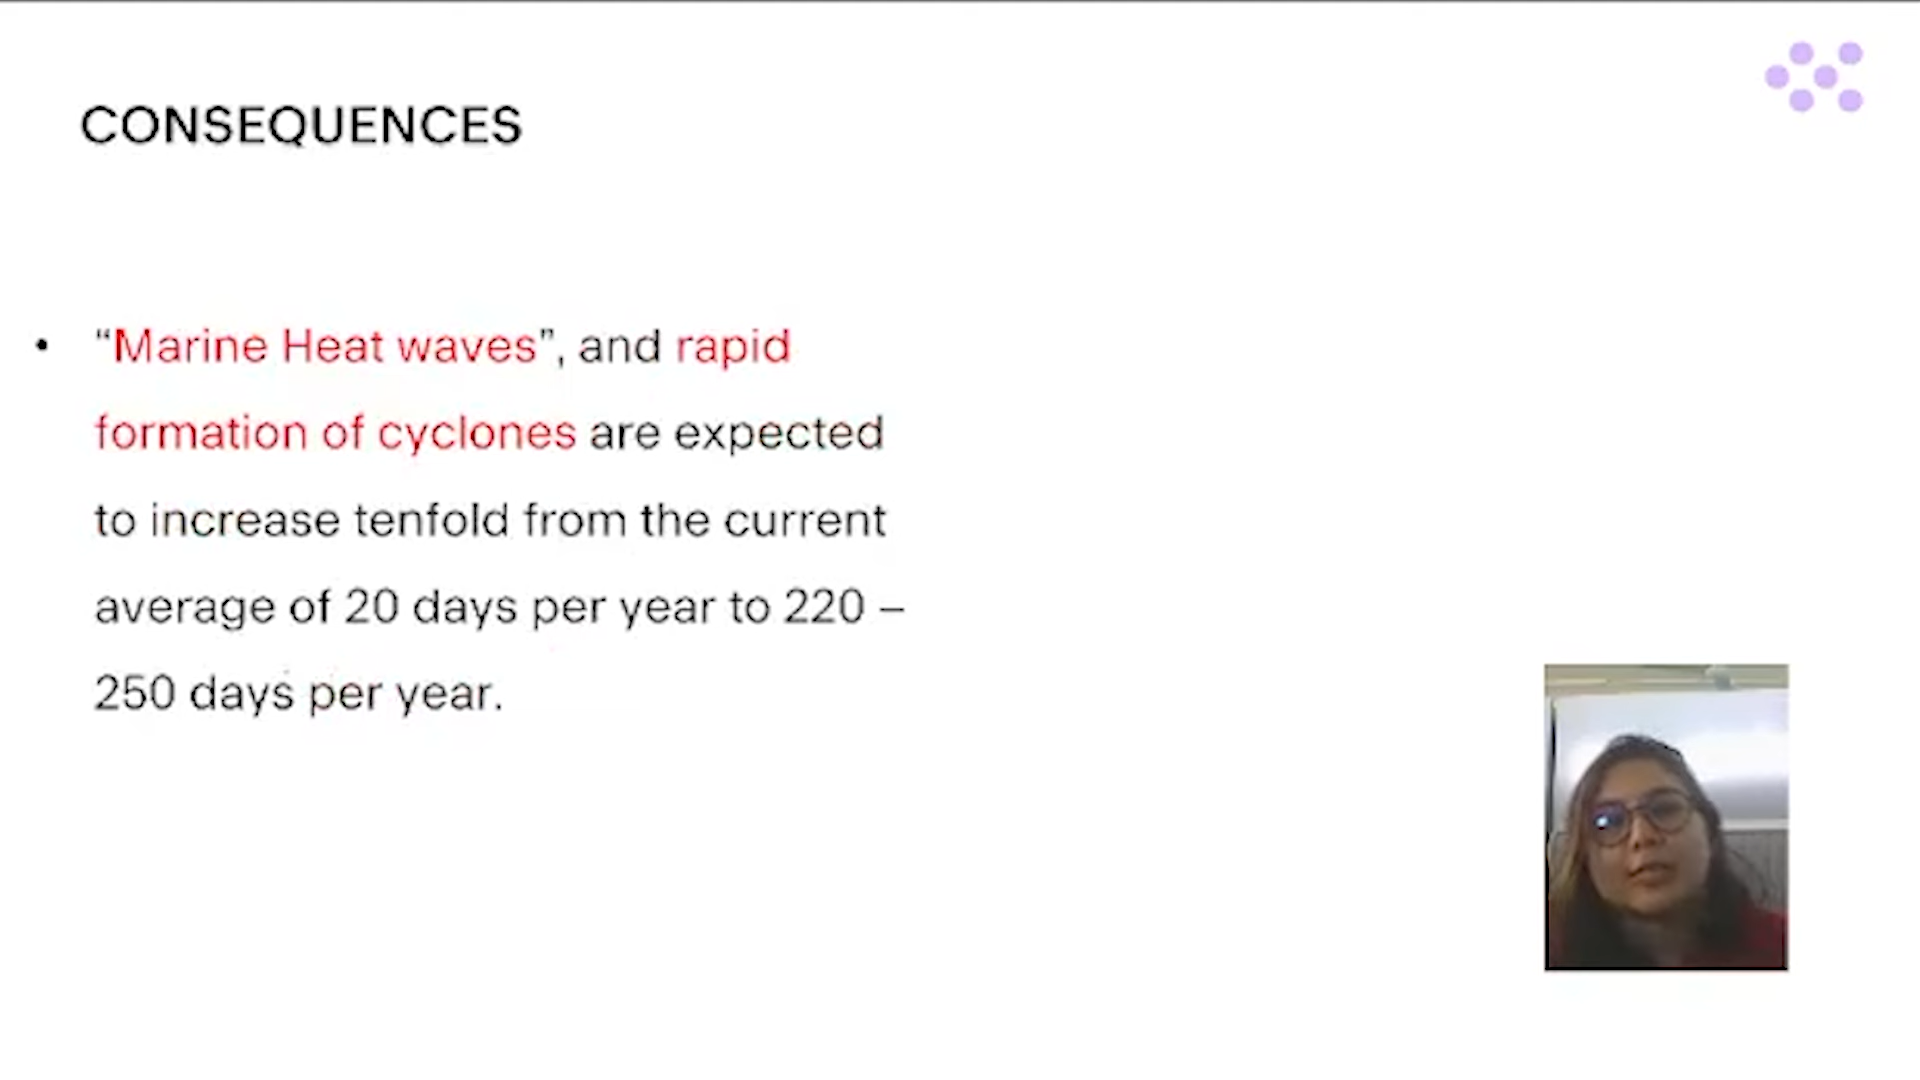 CONSEQUENCES
• “Marine Heat waves”, and rapid
formation of cyclones are expected
to increase tenfold from the current
average of 20 days per year to 220 –
250 days per year.